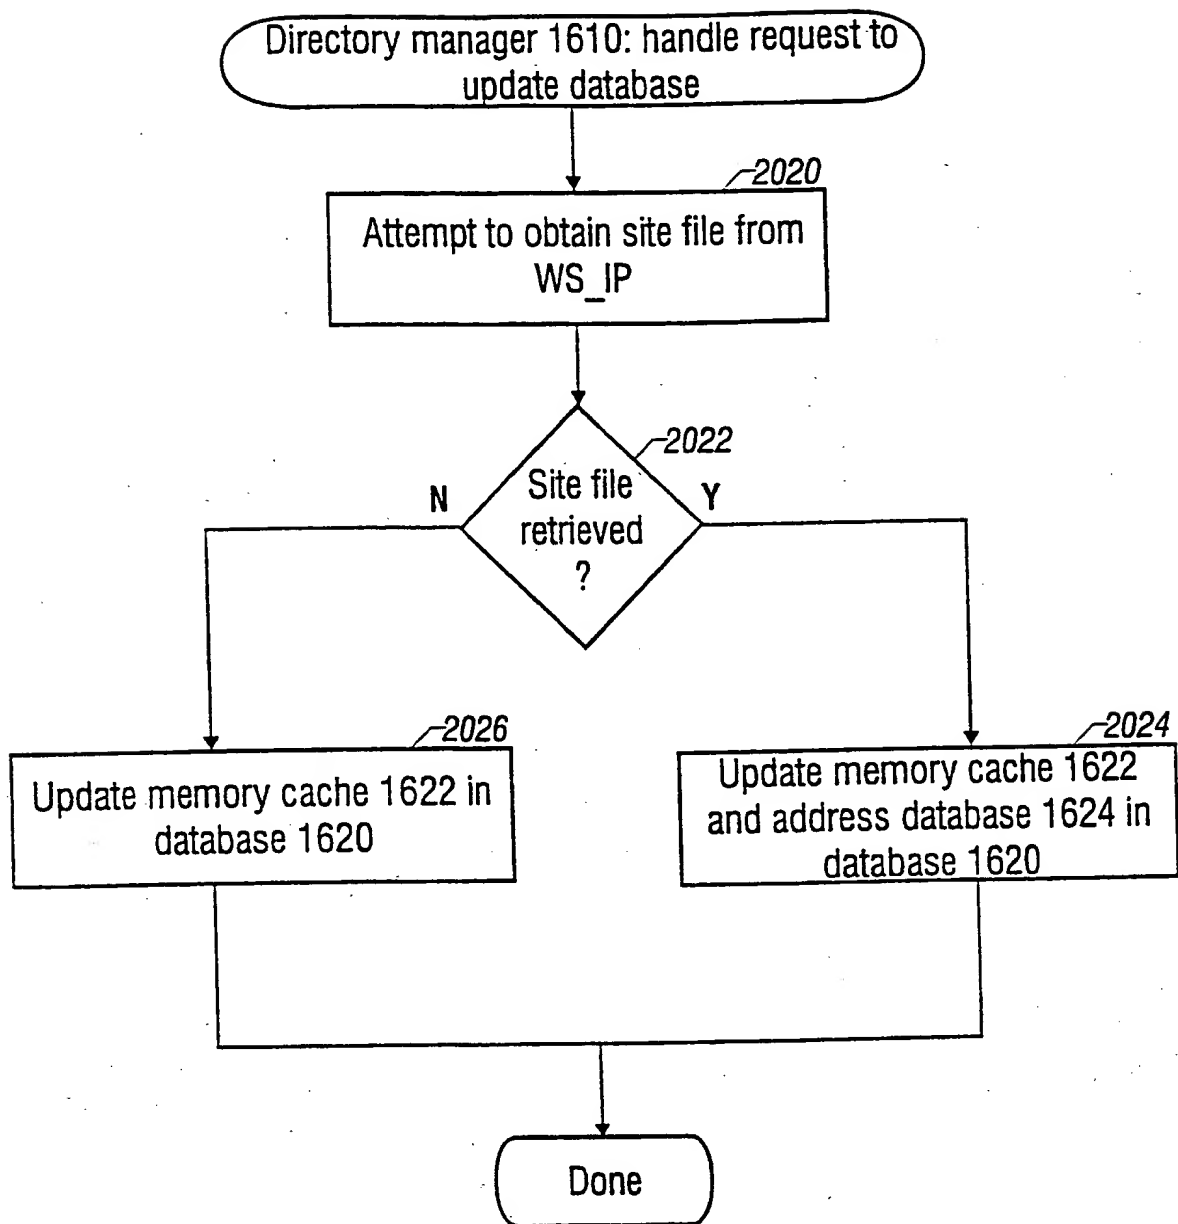 Directory manager 1610: handle request to
update database
2020
Attempt to obtain site file from
WS_IP
2022
N
Site file
Y
retrieved
?
2026
Update memory cache 1622 in
database 1620
2024
Update memory cache 1622
and address database 1624 in
database 1620
Done